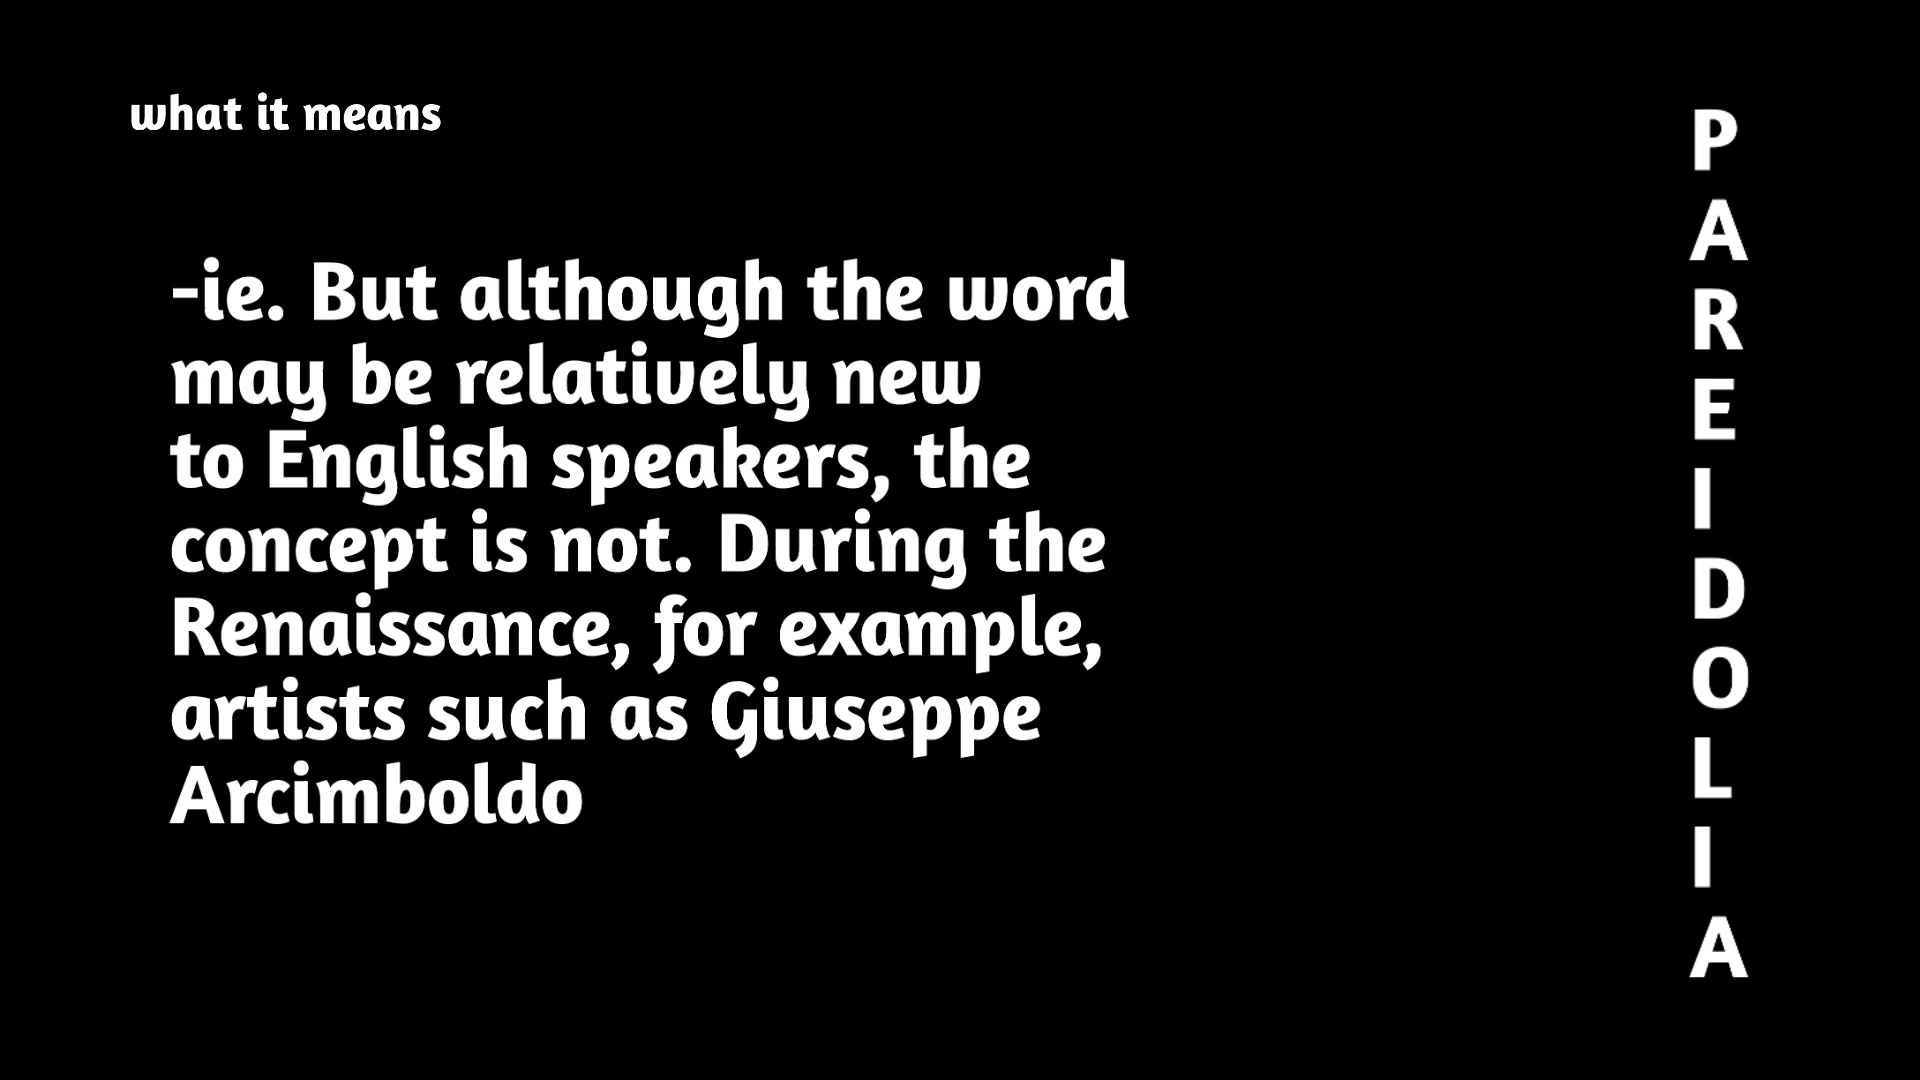 what it means
-ie. But although the word
may be relatively new
to English speakers, the
concept is not. During the
Renaissance, for example,
artists such as Giuseppe
Arcimboldo
PAREIDOLIA